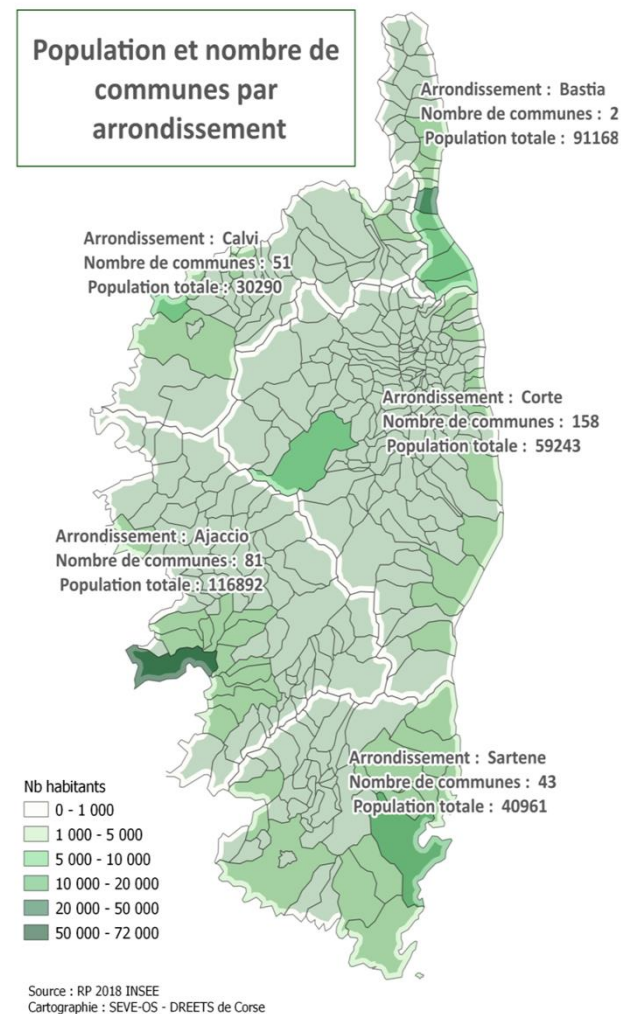 Population et nombre de
communes par
arrondissement
Arrondissement : Bastia
Nombre de communes : 2
Population totale : 91168
Arrondissement : Calvi
Nombre de communes : 51
Population totale : 30290
Arrondissement : Corte
Nombre de communes : 158
Population totale : 59243
Arrondissement : Ajaccio
Nombre de communes : 81
Population totale : 116892
Arrondissement : Sartene
Nombre de communes : 43
Population totale : 40961
Nb habitants
0 - 1 000
1 000 - 5 000
5 000 - 10 000
10 000 - 20 000
20 000 - 50 000
50 000 - 72 000
Source : RP 2018 INSEE
Cartographie : SEVE-OS - DREETS de Corse